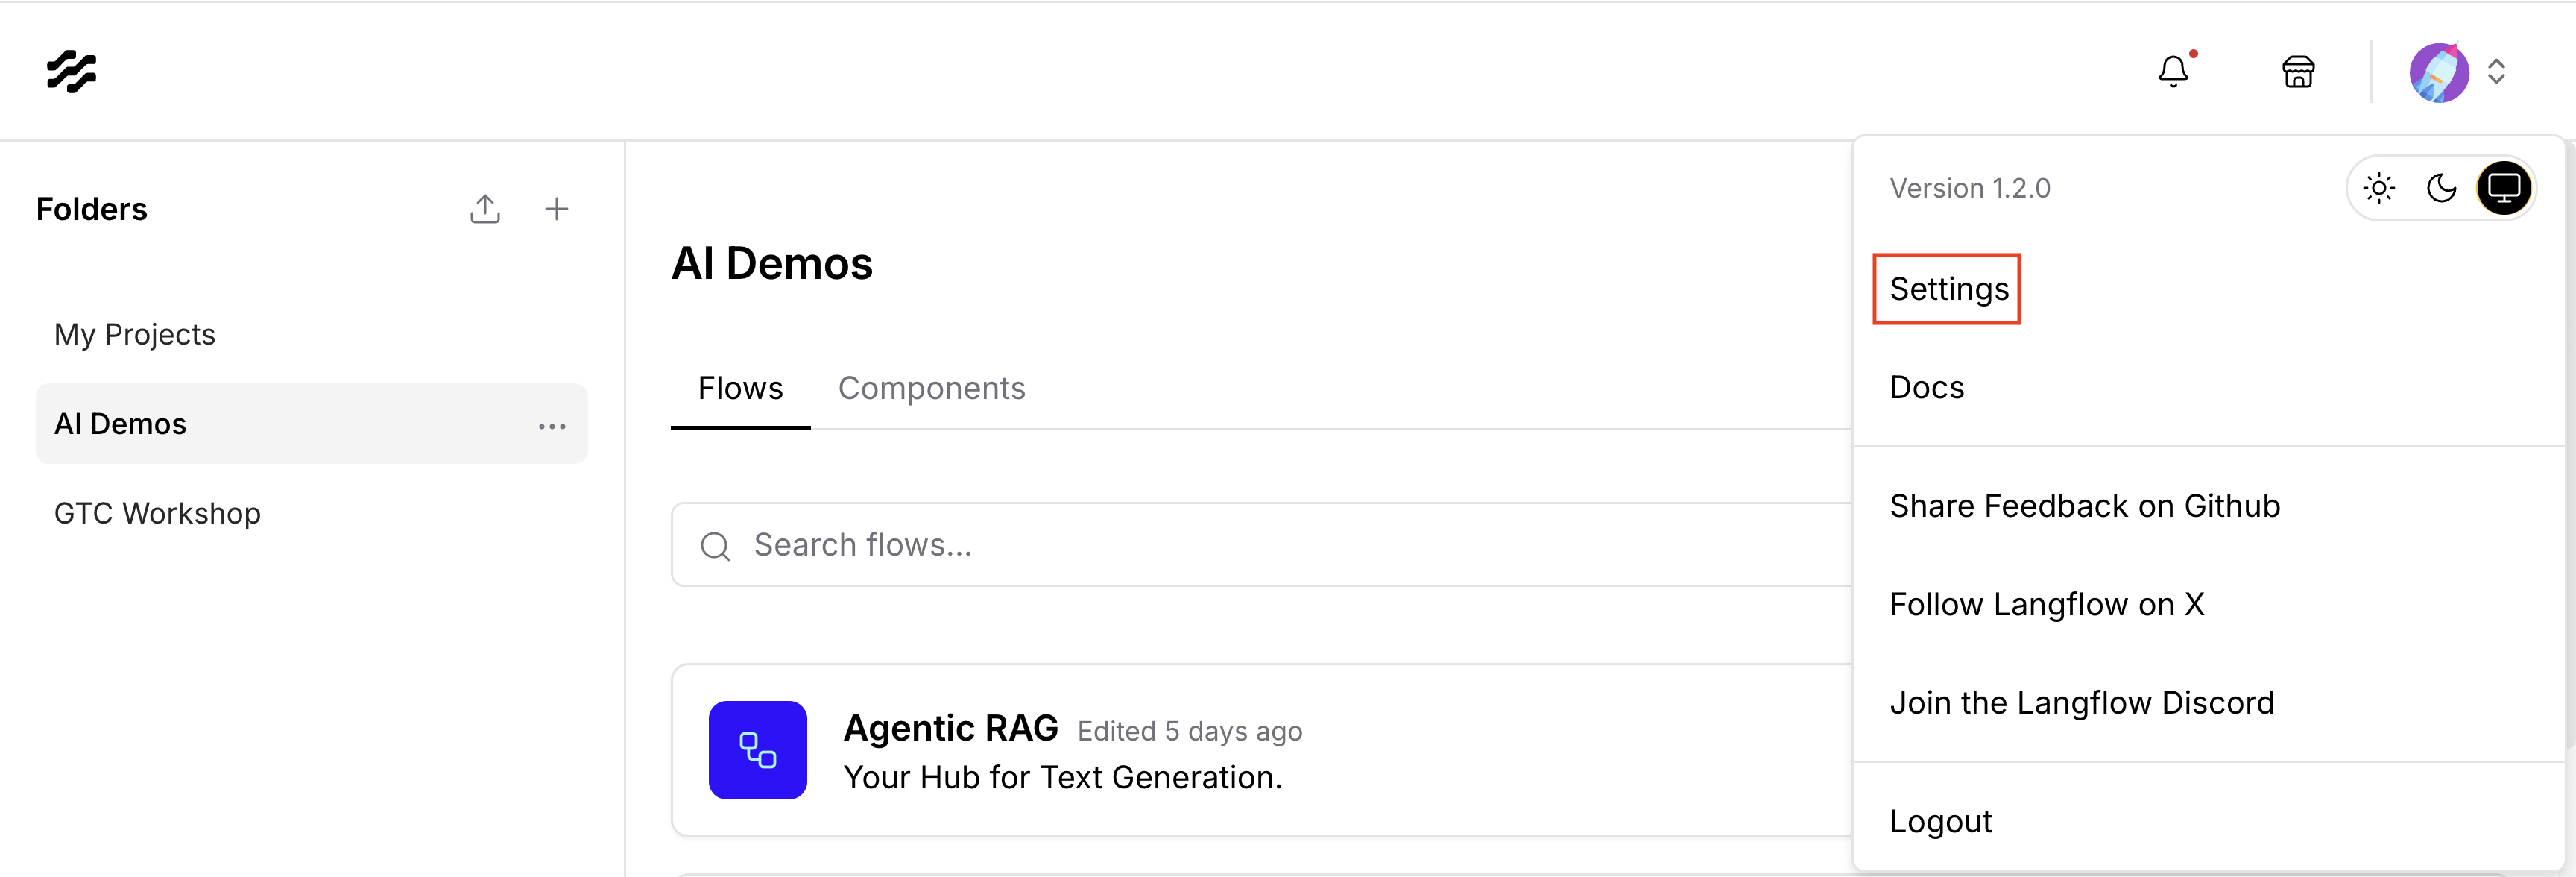 Folders
My Projects
AI Demos
GTC Workshop
AI Demos
Flows
Components
Search flows...
Agentic RAG Edited 5 days ago
Your Hub for Text Generation.
Version 1.2.0
Settings
Docs
Share Feedback on Github
Follow Langflow on X
Join the Langflow Discord
Logout